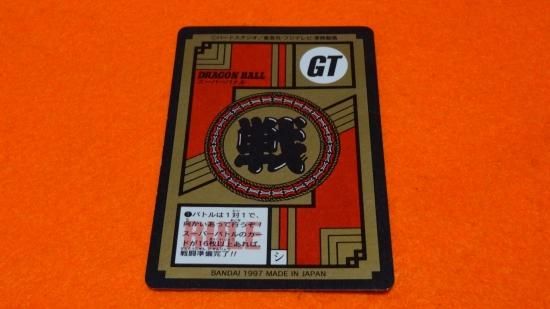 ©バードスタジオ/集英社・フジテレビ・東映動画
GT
DRAGON BALL
スーパーバトル
戦
❶バトルは1対1で、
向かいあって行うぞ!
スーパーバトルのカー
ドが16枚以上あれば、
戦闘準備完了!!
シ
BANDAI 1997 MADE IN JAPAN